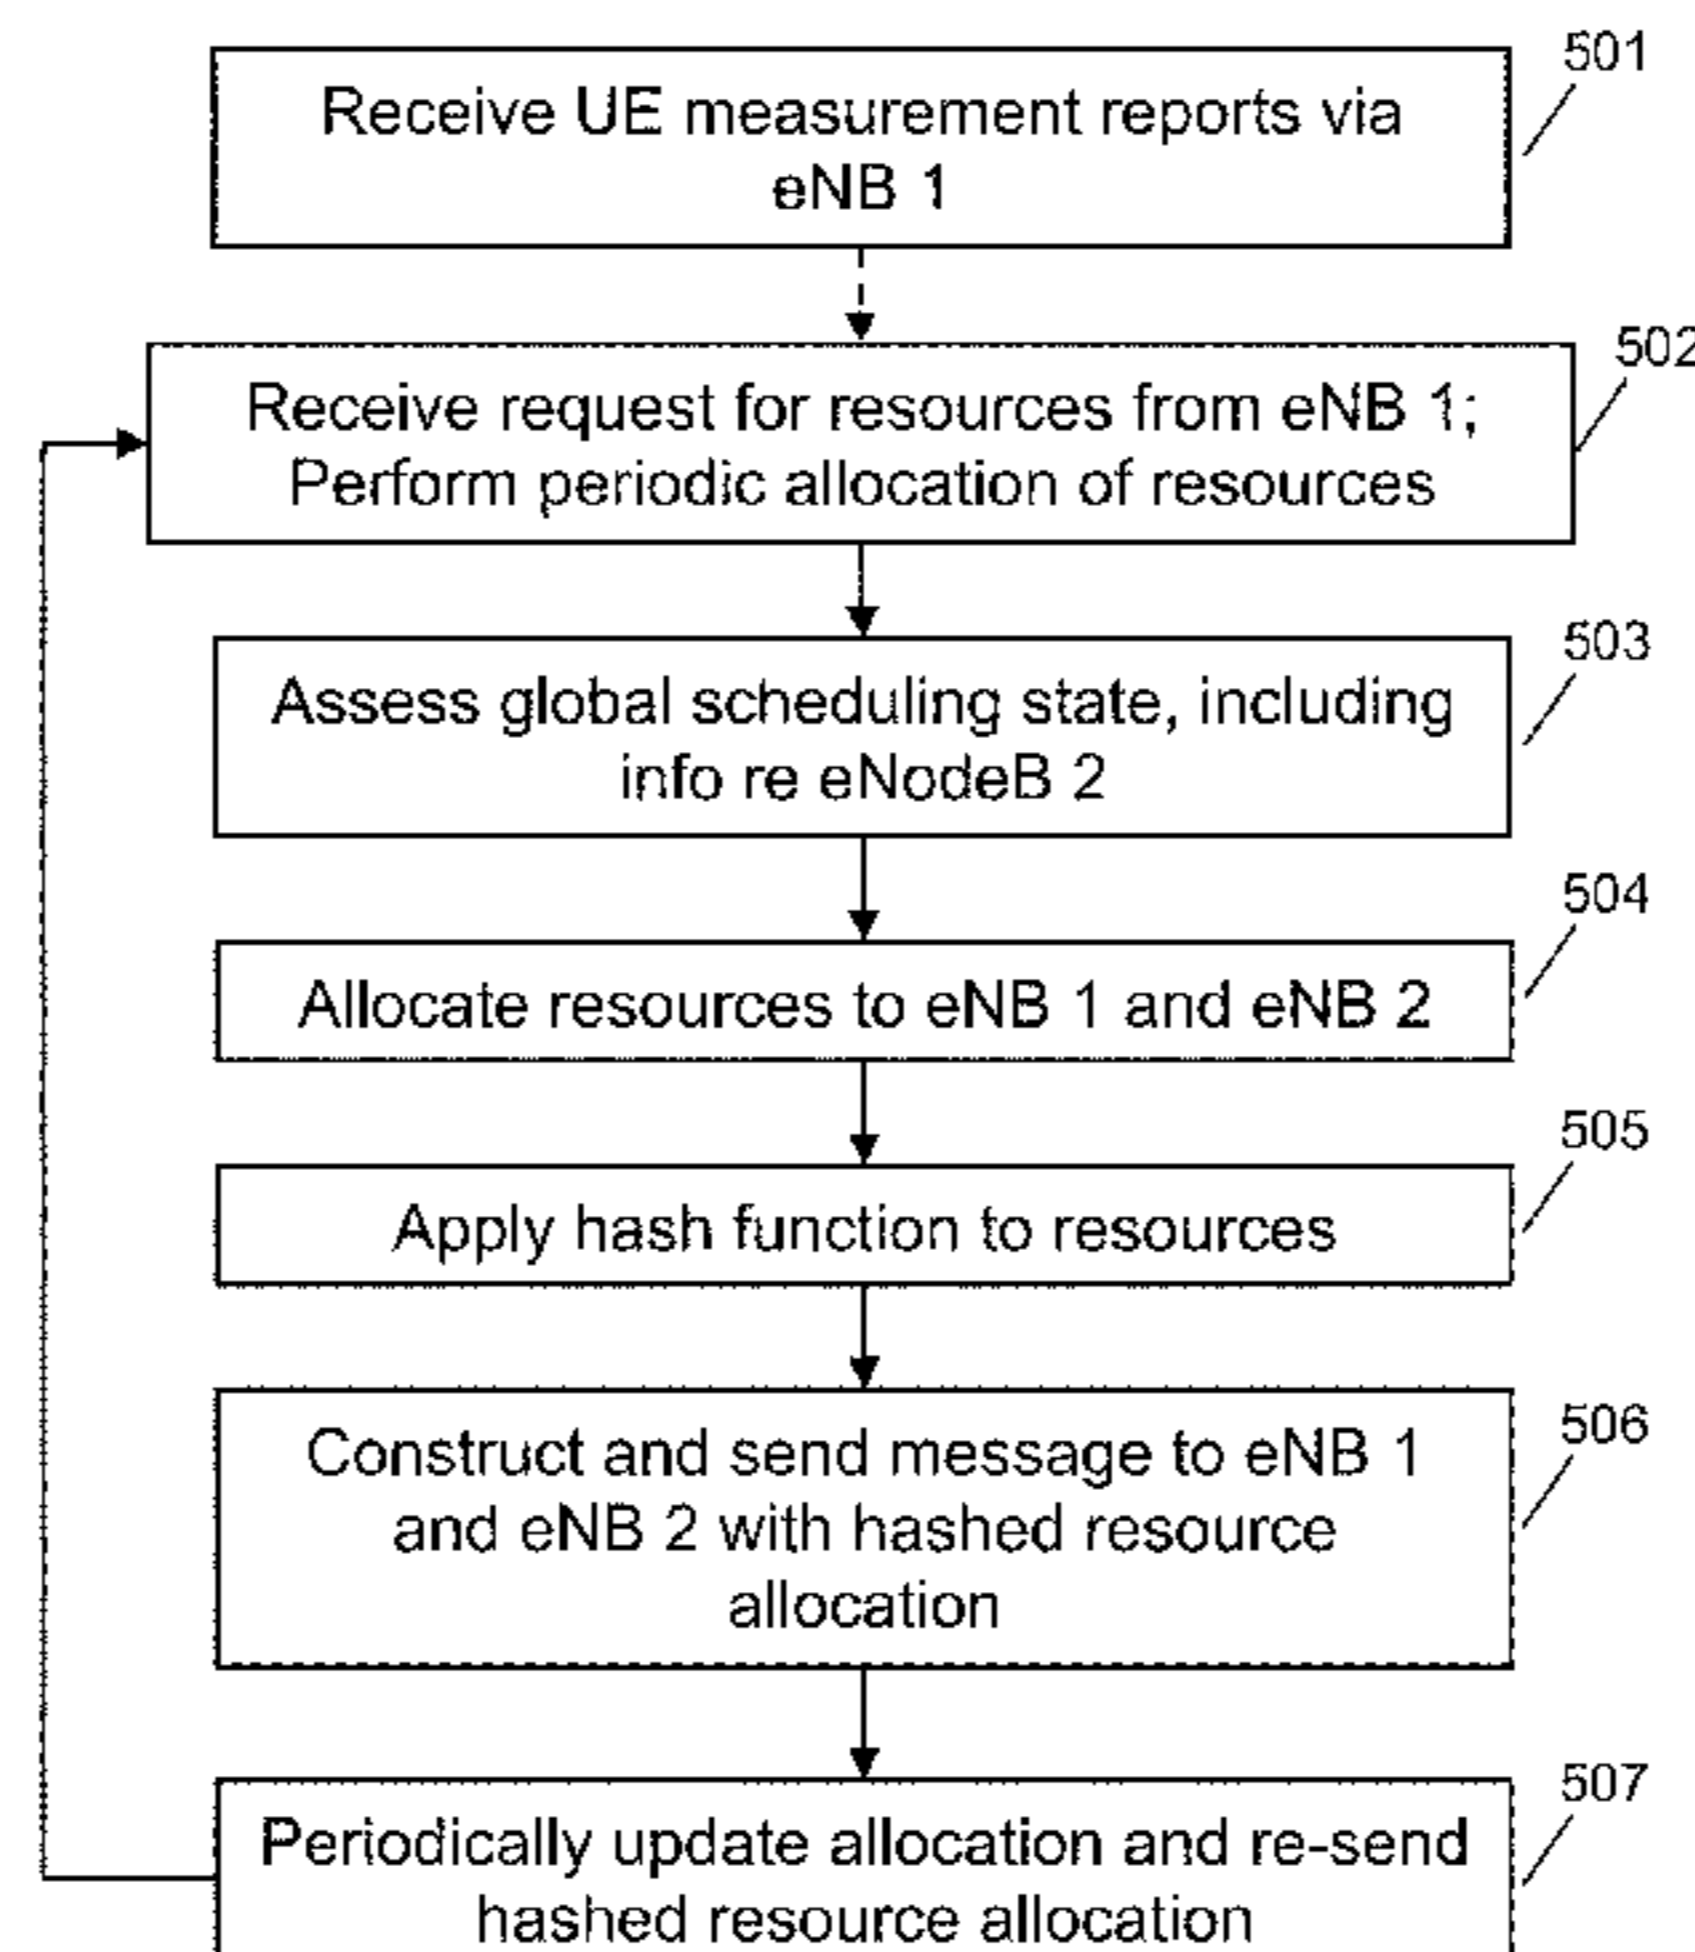 501
Receive UE measurement reports via
eNB 1
502
Receive request for resources from eNB 1;
Perform periodic allocation of resources
503
Assess global scheduling state, including
info re eNodeB 2
504
Allocate resources to eNB 1 and eNB 2
505
Apply hash function to resources
506
Construct and send message to eNB 1
and eNB 2 with hashed resource
allocation
507
Periodically update allocation and re-send
hashed resource allocation